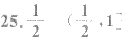 25. 1/2 (1/2, 1]